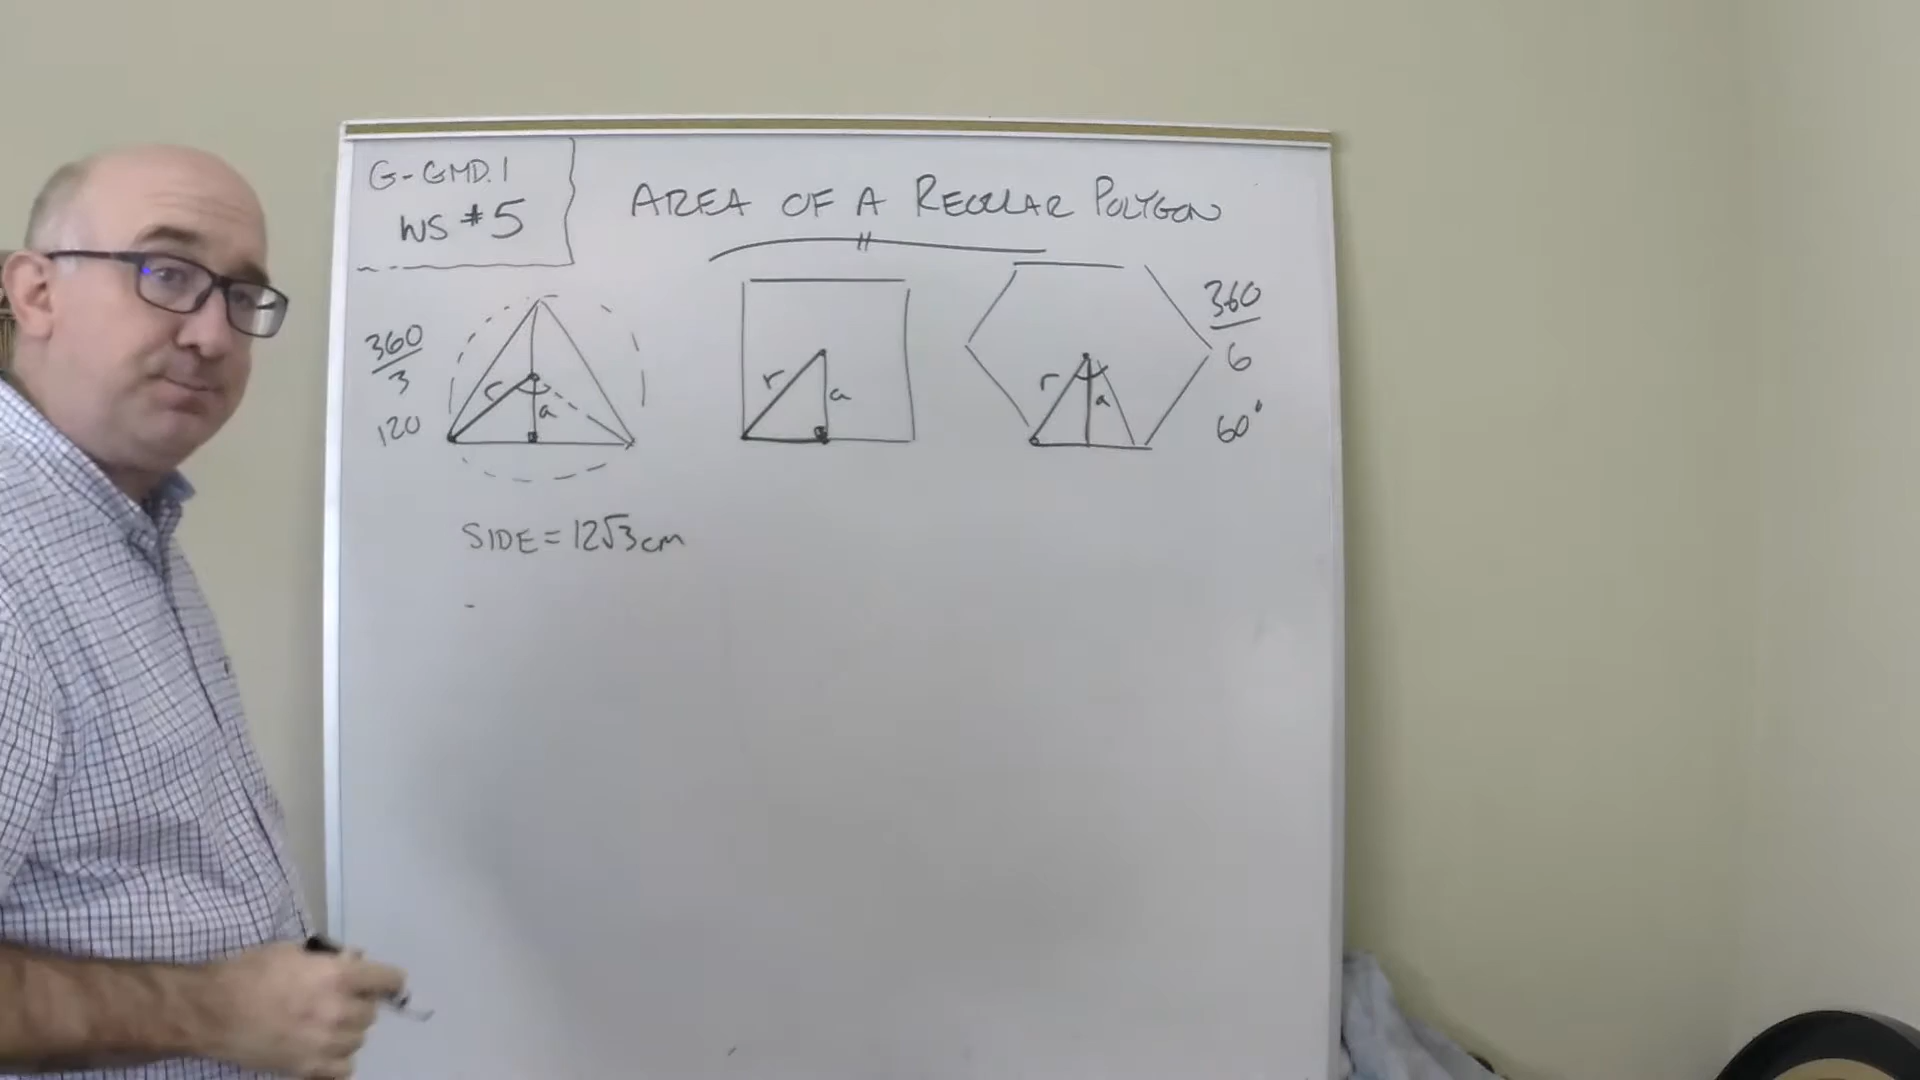 G-GMD.1
WS #5
AREA OF A REGULAR POLYGON
360
3
120
r
a
r
a
r
a
360
6
60°
SIDE = 12√3 cm